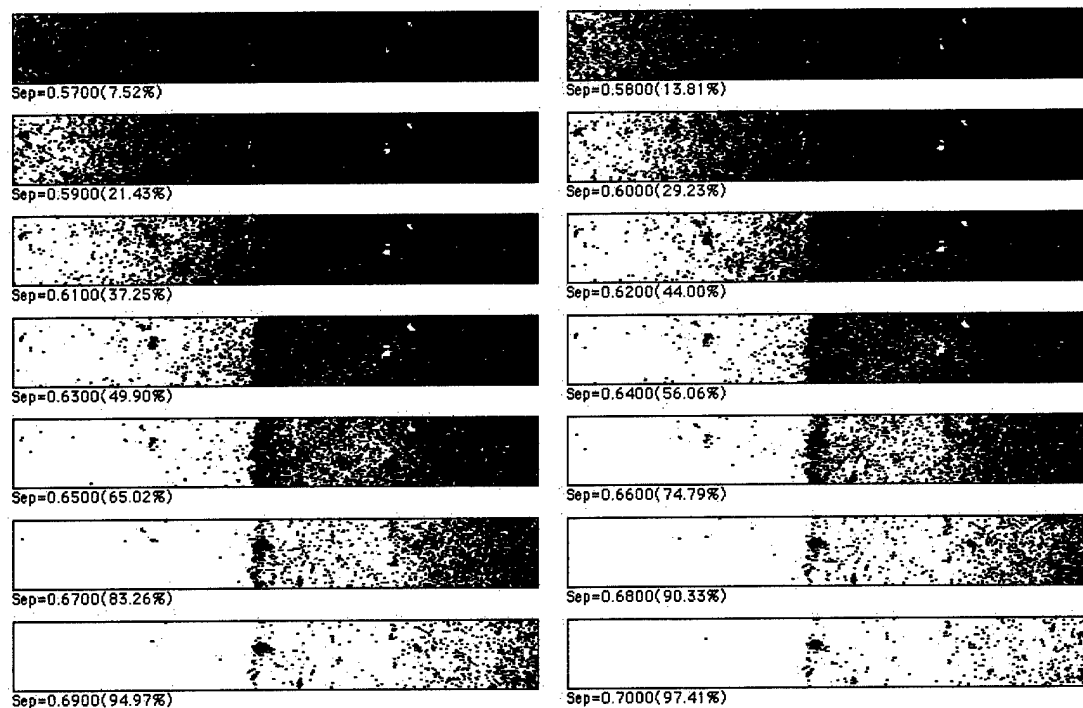 Sep=0.5700(7.52%)
Sep=0.5800(13.81%)
Sep=0.5900(21.43%)
Sep=0.6000(29.23%)
Sep=0.6100(37.25%)
Sep=0.6200(44.00%)
Sep=0.6300(49.90%)
Sep=0.6400(56.06%)
Sep=0.6500(65.02%)
Sep=0.6600(74.79%)
Sep=0.6700(83.26%)
Sep=0.6800(90.33%)
Sep=0.6900(94.97%)
Sep=0.7000(97.41%)